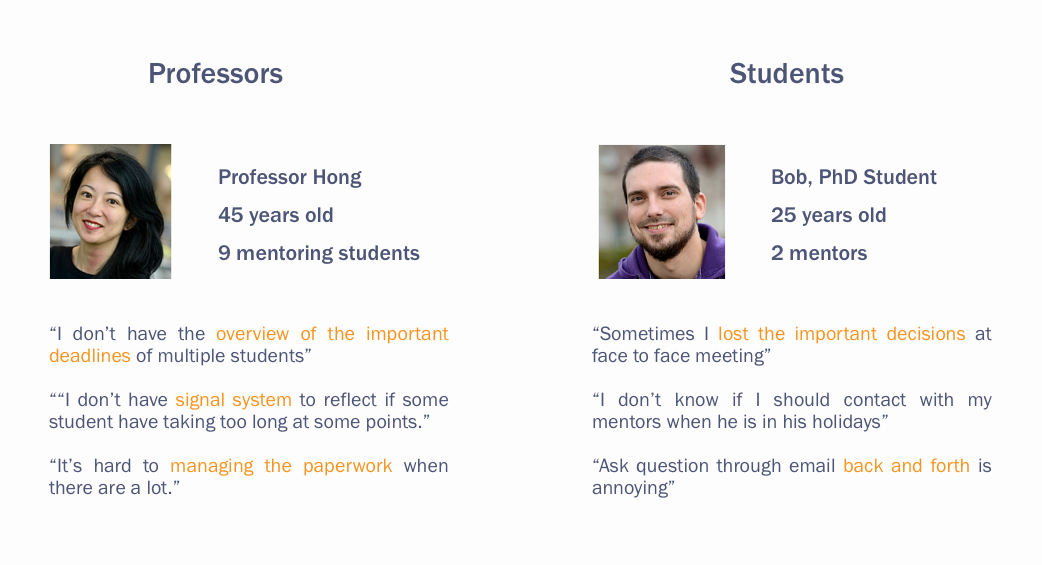 Professors
Professor Hong
45 years old
9 mentoring students
“I don’t have the overview of the important
deadlines of multiple students”
““I don’t have signal system to reflect if some
student have taking too long at some points.”
“It’s hard to managing the paperwork when
there are a lot.”
Students
Bob, PhD Student
25 years old
2 mentors
“Sometimes I lost the important decisions at
face to face meeting”
“I don’t know if I should contact with my
mentors when he is in his holidays”
“Ask question through email back and forth is
annoying”